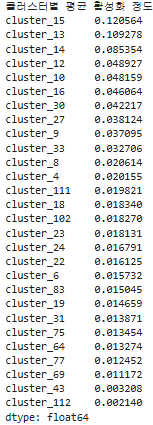 클러스터별 평균 활성화 정도
cluster_15 0.120564
cluster_13 0.109278
cluster_14 0.085354
cluster_12 0.048927
cluster_10 0.048159
cluster_16 0.046064
cluster_30 0.042217
cluster_27 0.038124
cluster_9 0.037095
cluster_33 0.032706
cluster_8 0.020614
cluster_4 0.020155
cluster_111 0.019821
cluster_18 0.018340
cluster_102 0.018270
cluster_23 0.018131
cluster_24 0.016791
cluster_22 0.016125
cluster_6 0.015732
cluster_83 0.015045
cluster_19 0.014659
cluster_31 0.013871
cluster_75 0.013454
cluster_64 0.013274
cluster_77 0.012452
cluster_69 0.011172
cluster_43 0.003208
cluster_112 0.002140
dtype: float64